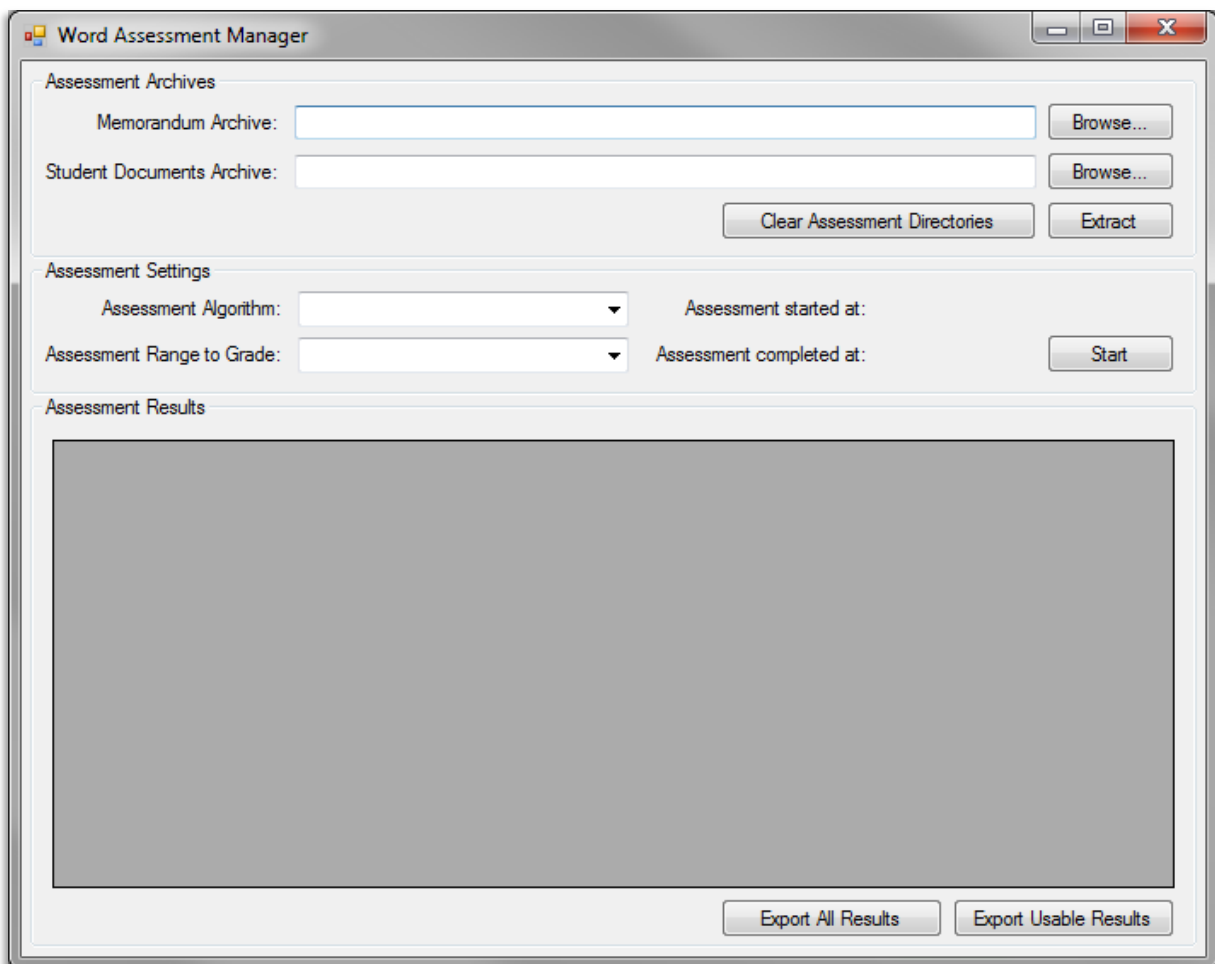 Word Assessment Manager
Assessment Archives
Memorandum Archive: Browse...
Student Documents Archive: Browse...
Clear Assessment Directories Extract
Assessment Settings
Assessment Algorithm: Assessment started at:
Assessment Range to Grade: Assessment completed at: Start
Assessment Results
Export All Results Export Usable Results